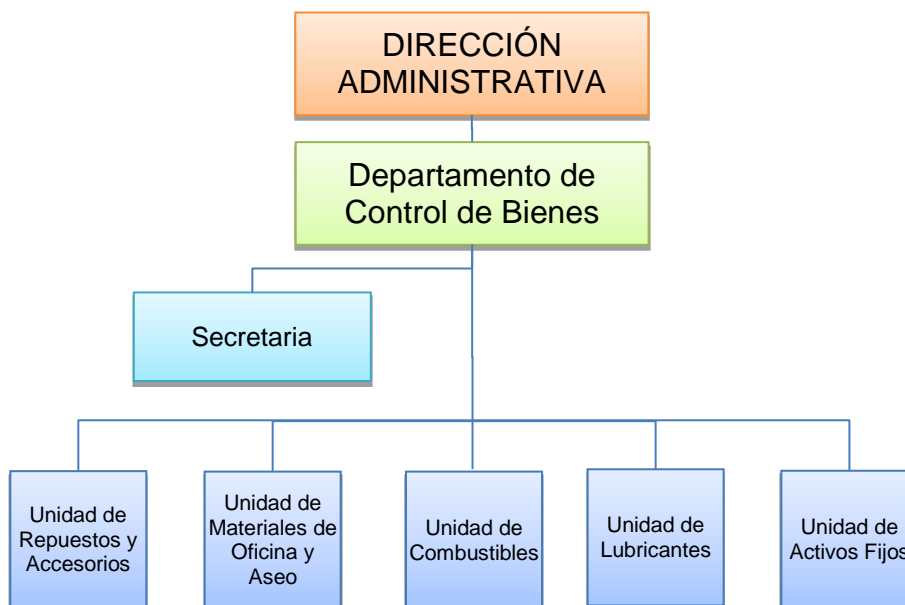 DIRECCIÓN
ADMINISTRATIVA
Departamento de
Control de Bienes
Secretaria
Unidad de
Repuestos y
Accesorios
Unidad de
Materiales de
Oficina y
Aseo
Unidad de
Combustibles
Unidad de
Lubricantes
Unidad de
Activos Fijos